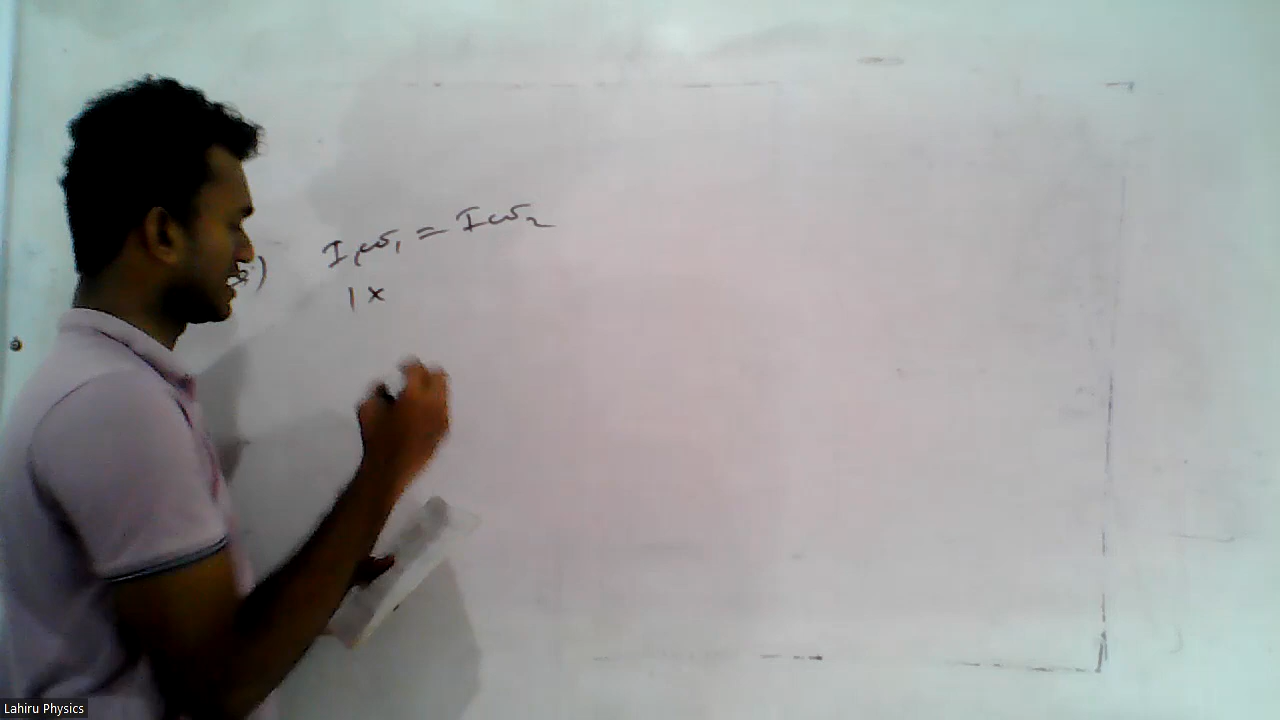 I₁ω₁ = Iω₂
1 ×
Lahiru Physics